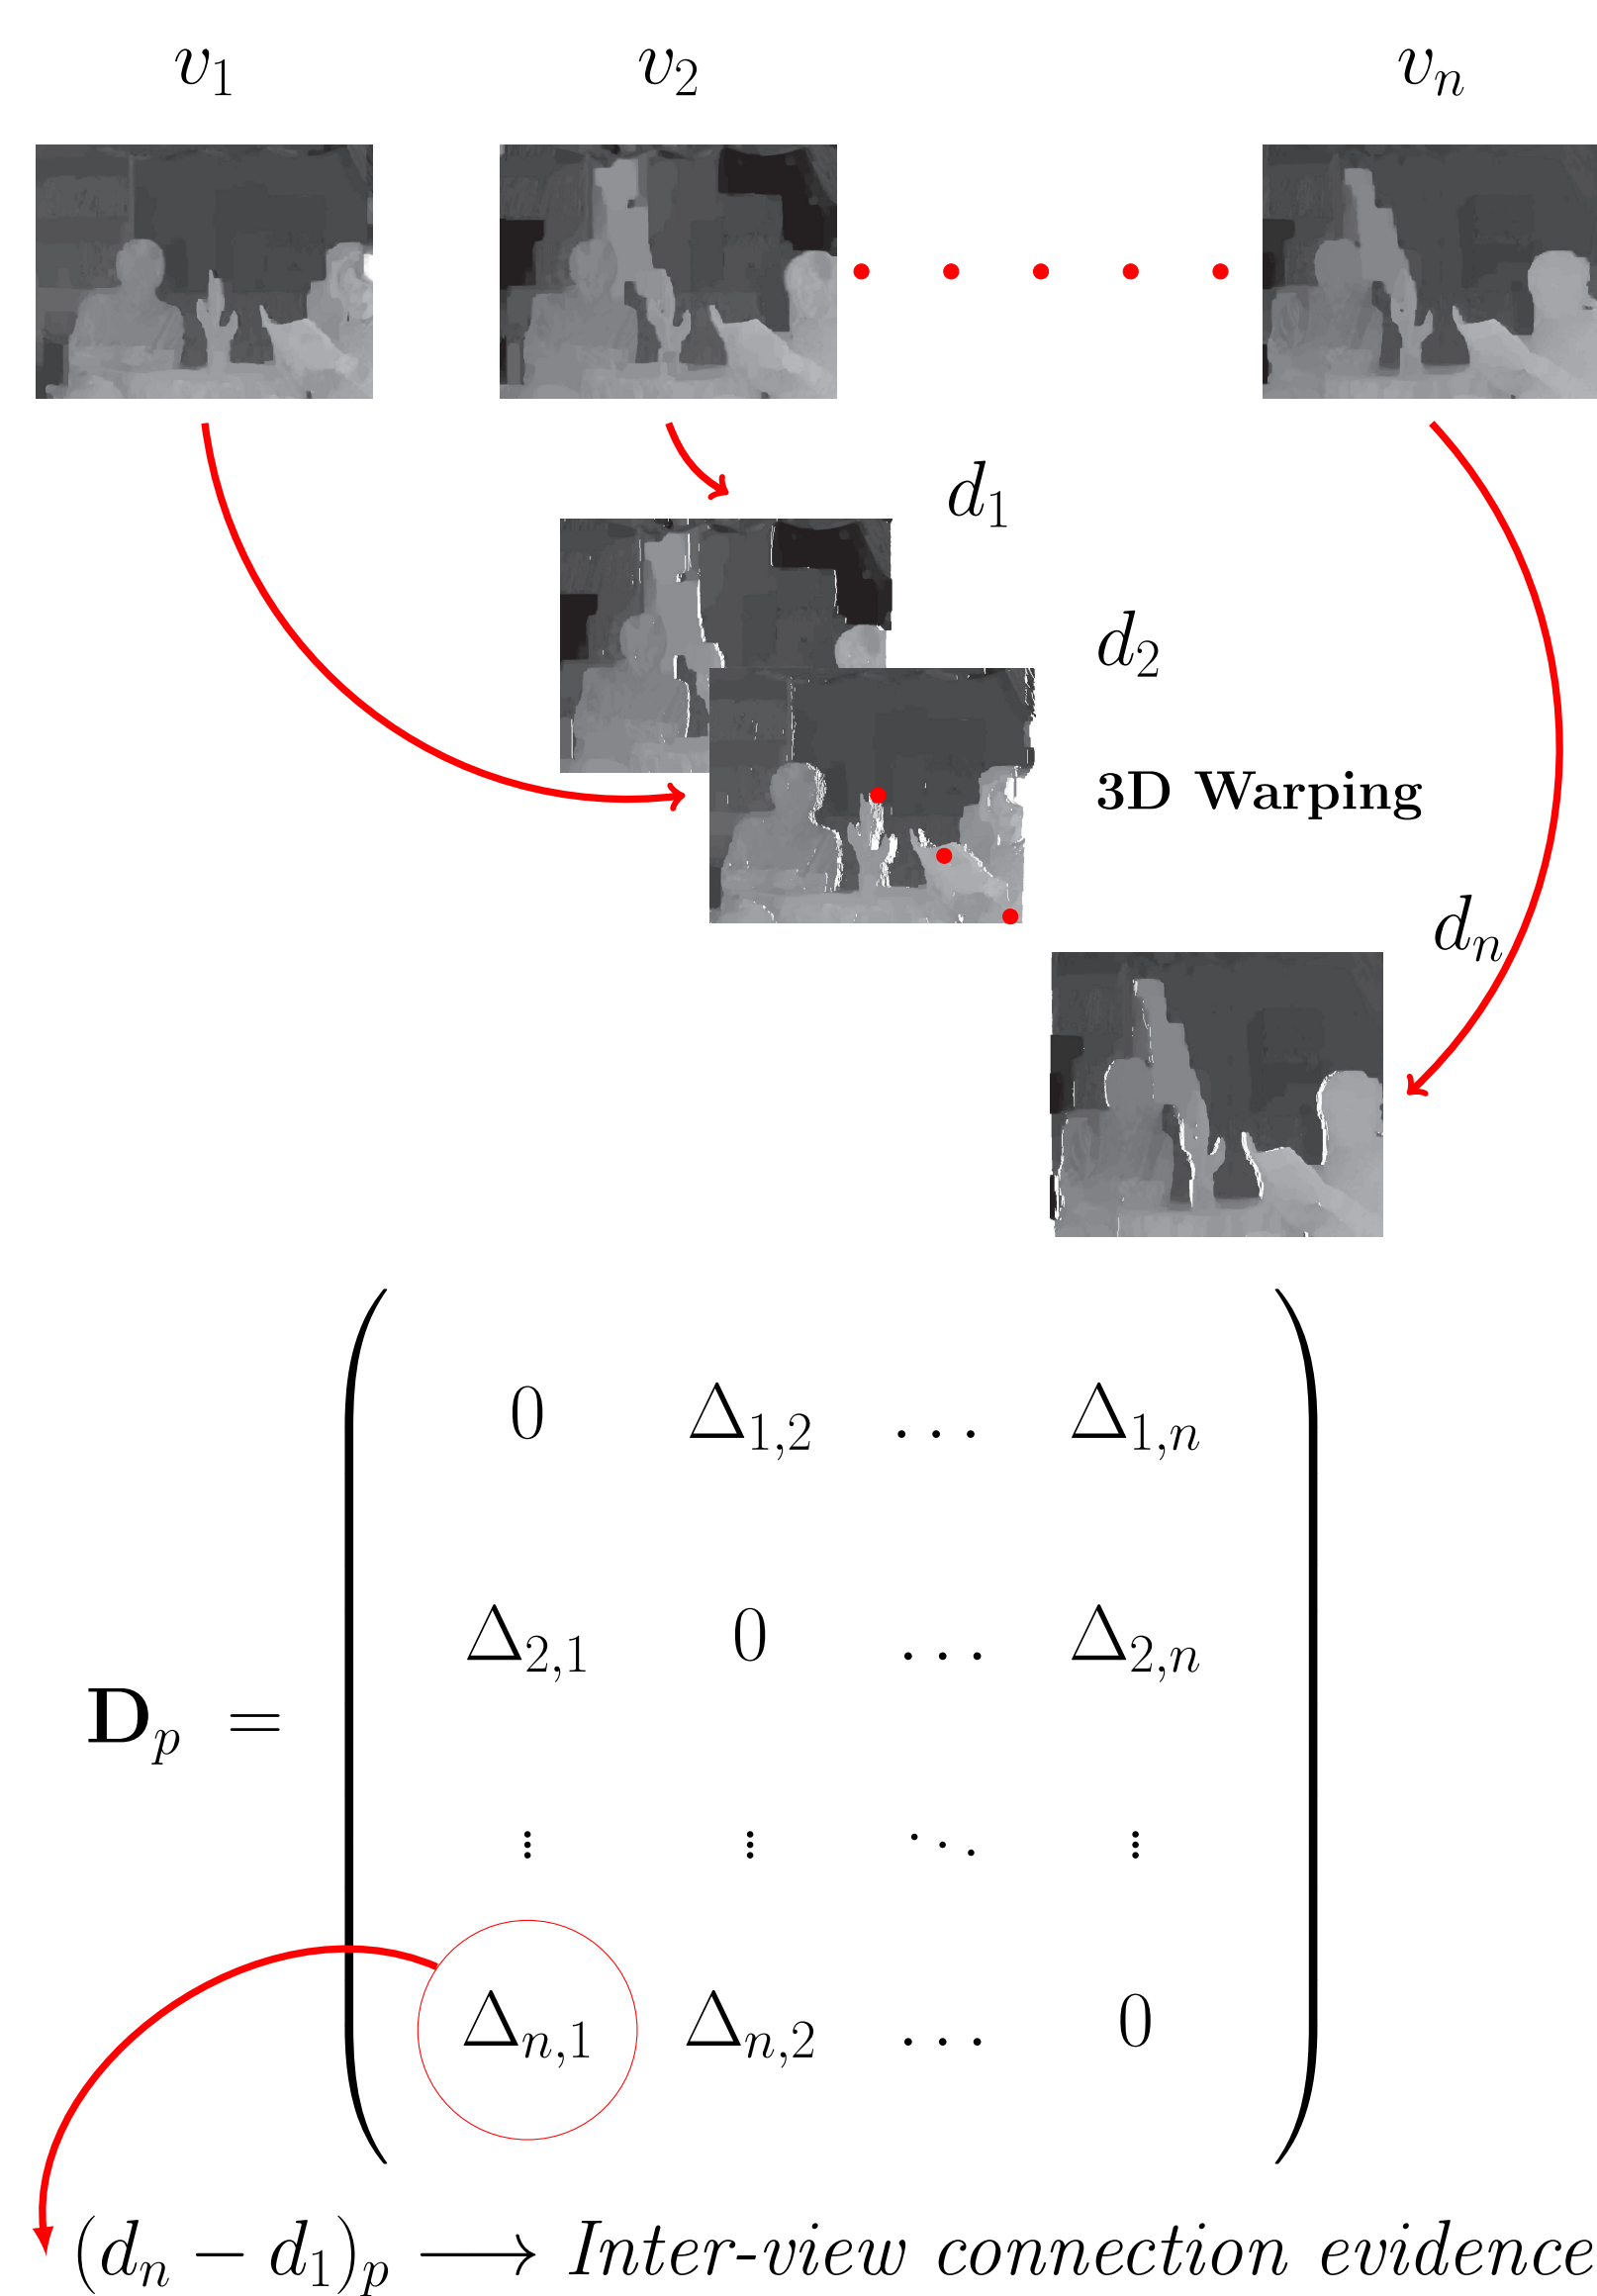 v₁ v₂ vₙ
d₁
d₂
3D Warping
dₙ
0 Δ₁,₂ … Δ₁,ₙ
Δ₂,₁ 0 … Δ₂,ₙ
𝐃ₚ =
⋮ ⋮ ⋱ ⋮
Δₙ,₁ Δₙ,₂ … 0
(dₙ − d₁)ₚ ⟶ Inter-view connection evidence